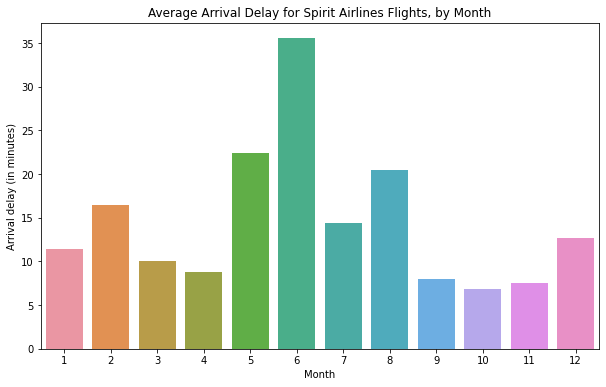 Average Arrival Delay for Spirit Airlines Flights, by Month
Arrival delay (in minutes)
35
30
25
20
15
10
5
0
1 2 3 4 5 6 7 8 9 10 11 12
Month